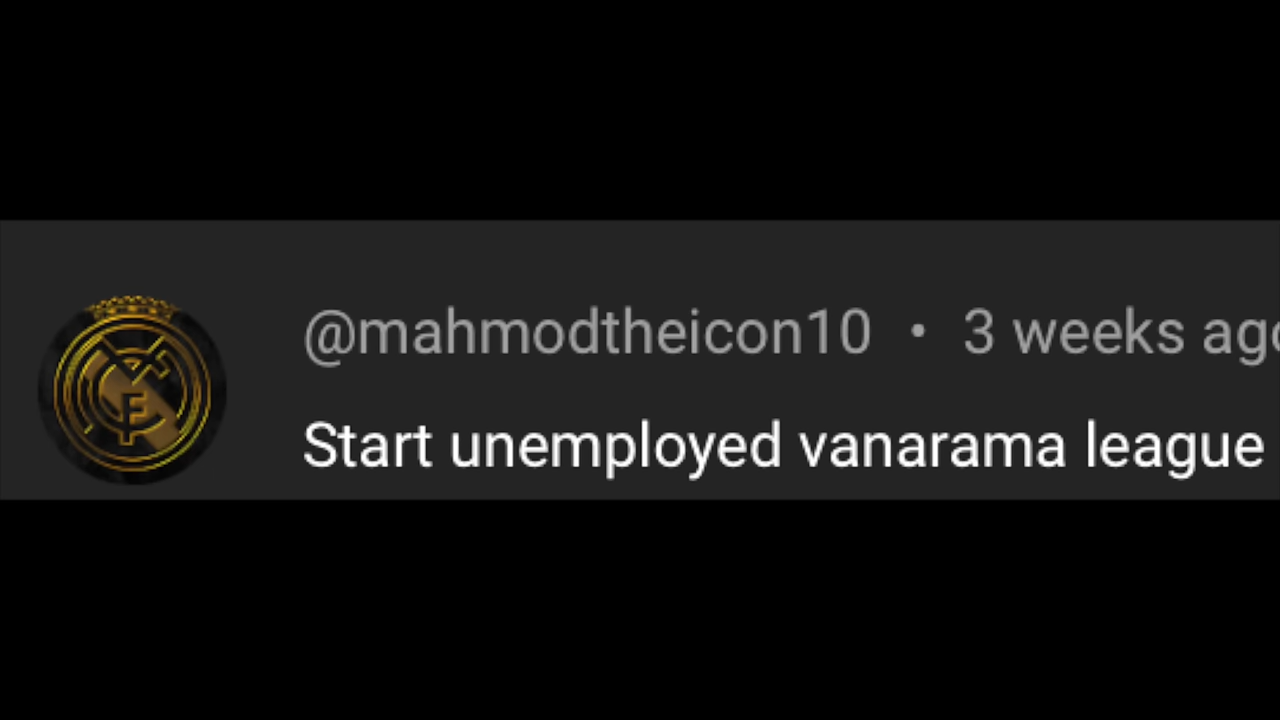 @mahmodtheicon10 • 3 weeks ago
Start unemployed vanarama league